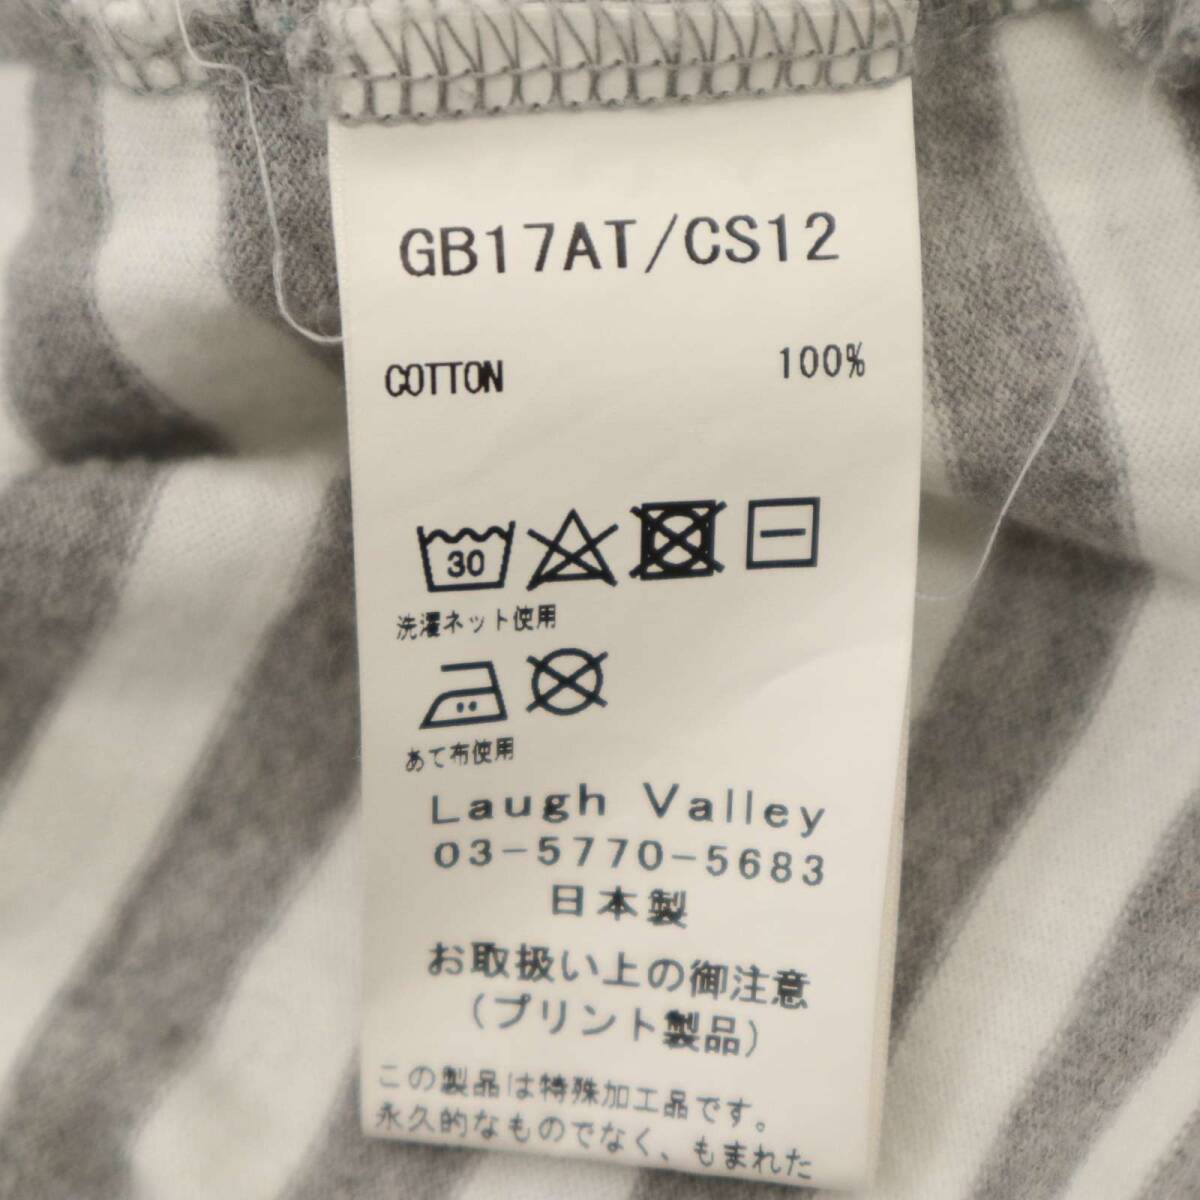 GB17AT/CS12
COTTON 100%
30
洗濯ネット使用
あて布使用
Laugh Valley
03-5770-5683
日本製
お取扱い上の御注意
(プリント製品)
この製品は特殊加工品です。
永久的なものでなく、もまれた